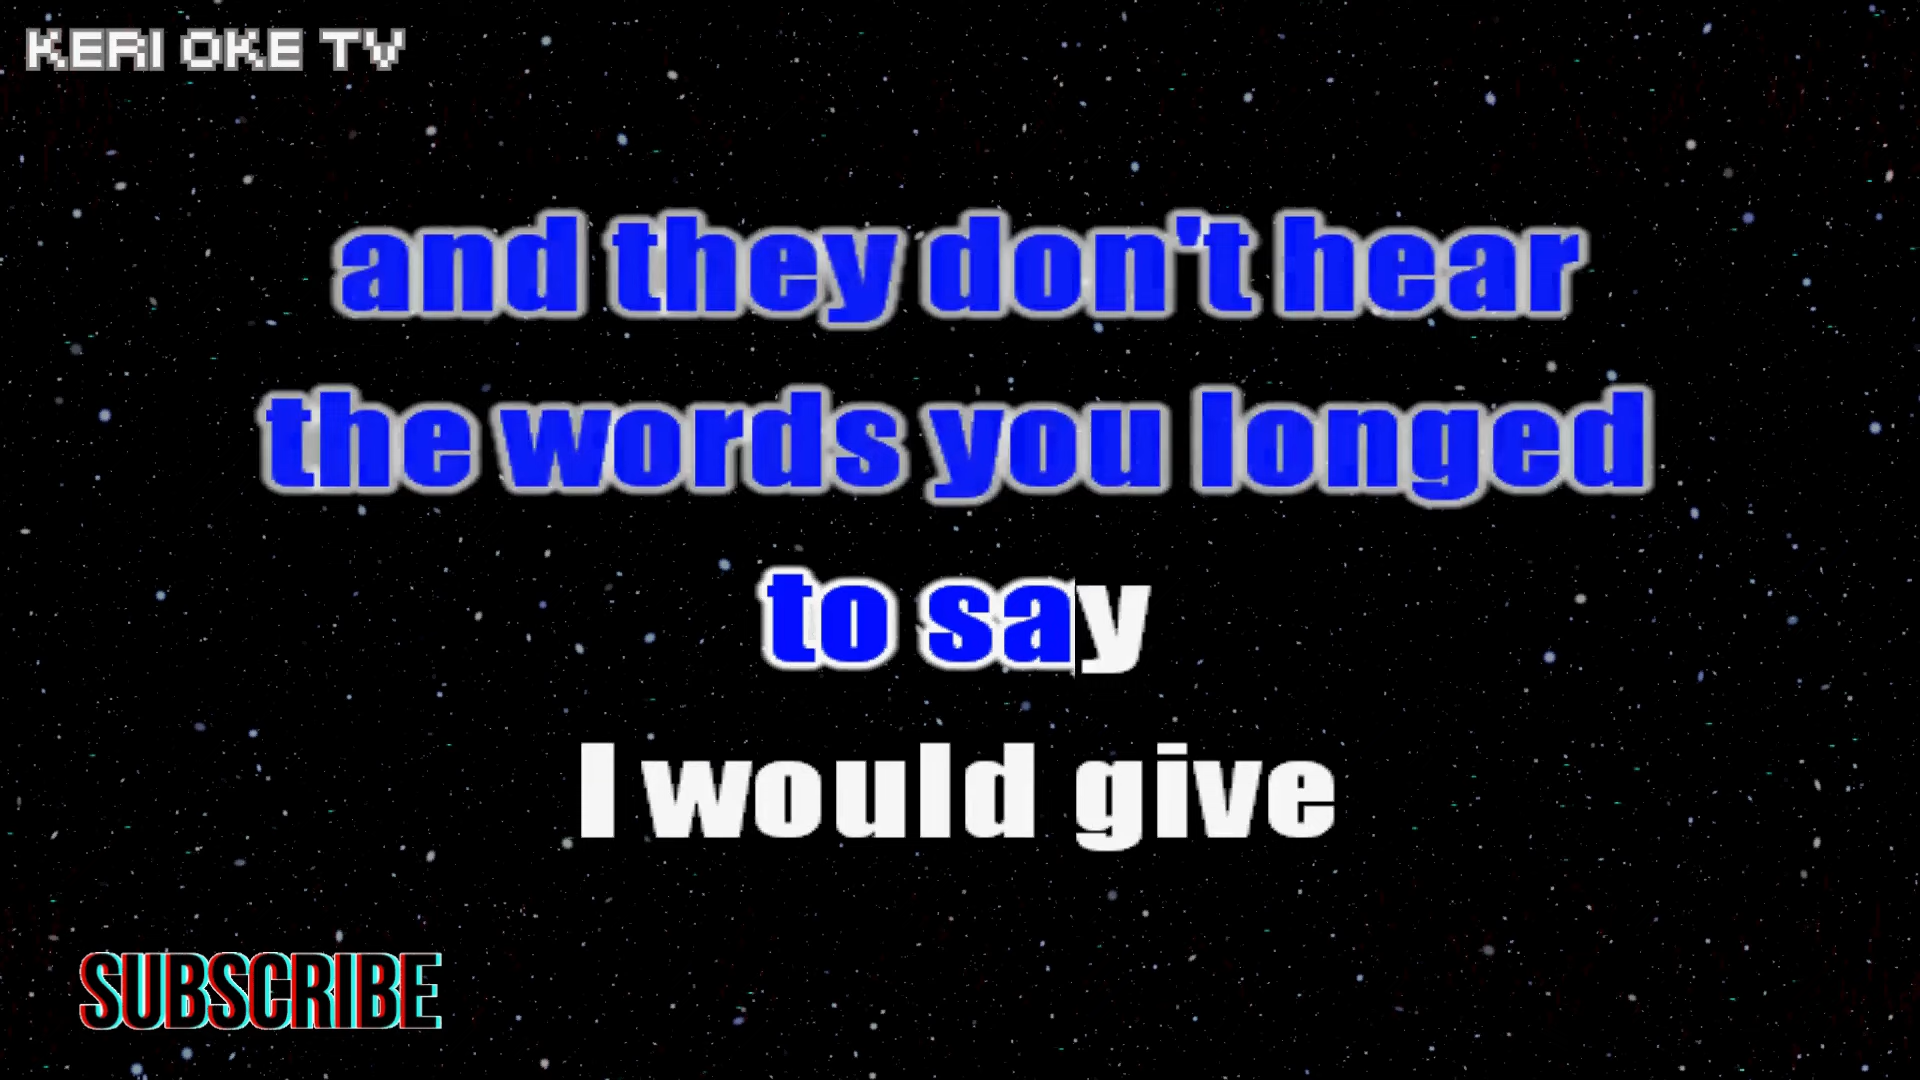 KERI OKE TV
and they don't hear
the words you longed
to say
I would give
SUBSCRIBE